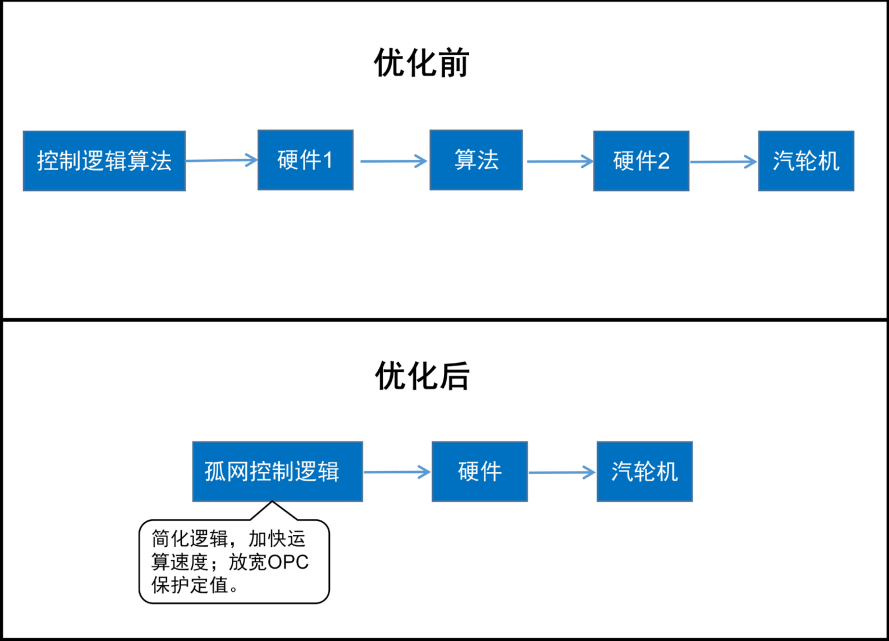 优化前
控制逻辑算法
硬件1
算法
硬件2
汽轮机
优化后
孤网控制逻辑
硬件
汽轮机
简化逻辑，加快运
算速度；放宽OPC
保护定值。